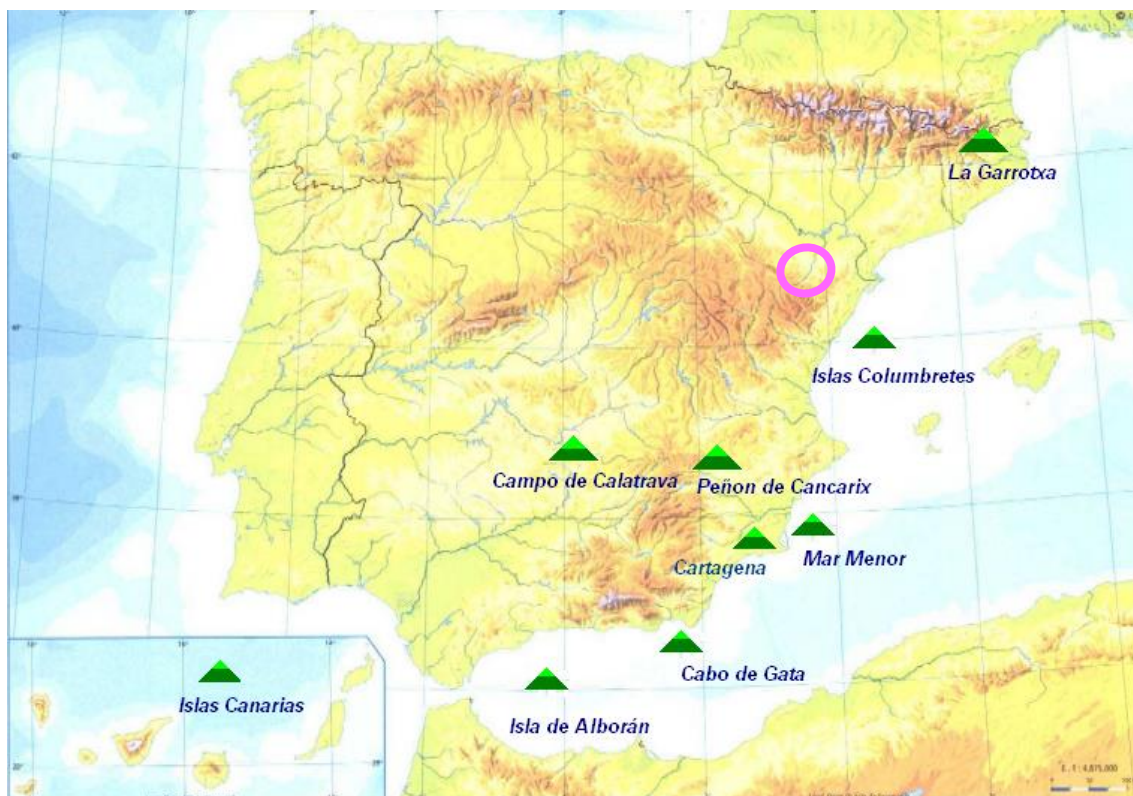 La Garrotxa
Islas Columbretes
Campo de Calatrava
Peñon de Cancarix
Cartagena
Mar Menor
Cabo de Gata
Islas Canarias
Isla de Alborán